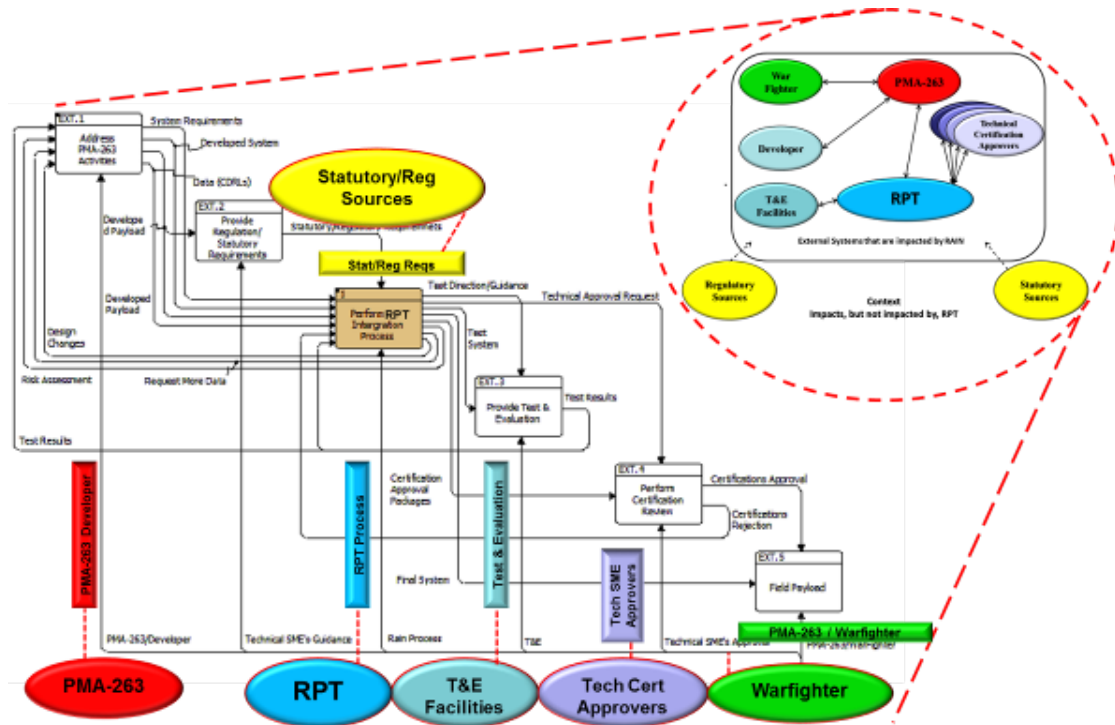 War
Fighter
PMA-263
Technical
Certification
Approvers
Developer
T&E
Facilities
RPT
External Systems that are impacted by RAIN
Regulatory
Sources
Statutory
Sources
Context
Impacts, but not impacted by, RPT
EXT.1
Address
PMA-263
Activities
System Requirements
Developed System
Data (CDRLs)
Statutory/Reg
Sources
EXT.2
Provide
Regulation/
Statutory
Requirements
Develope
d Payload
Stat/Reg Reqs
Developed
Payload
Design
Changes
Risk Assessment
Request More Data
1
Perform RPT
Intergration
Process
Test Direction/Guidance
Technical Approval Request
Test
System
EXT.3
Provide Test &
Evaluation
Test Results
Test Results
Certification
Approval
Packages
EXT.4
Perform
Certification
Review
Certifications Approval
Certifications
Rejection
EXT.5
Field Payload
Final System
PMA-263 Developer
RPT Process
Test & Evaluation
Tech SME
Approvers
PMA-263 / Warfighter
PMA-263/Developer
Technical SME's Guidance
Rain Process
T&E
Technical SME's Approval
PMA-263/Warfighter
PMA-263
RPT
T&E
Facilities
Tech Cert
Approvers
Warfighter